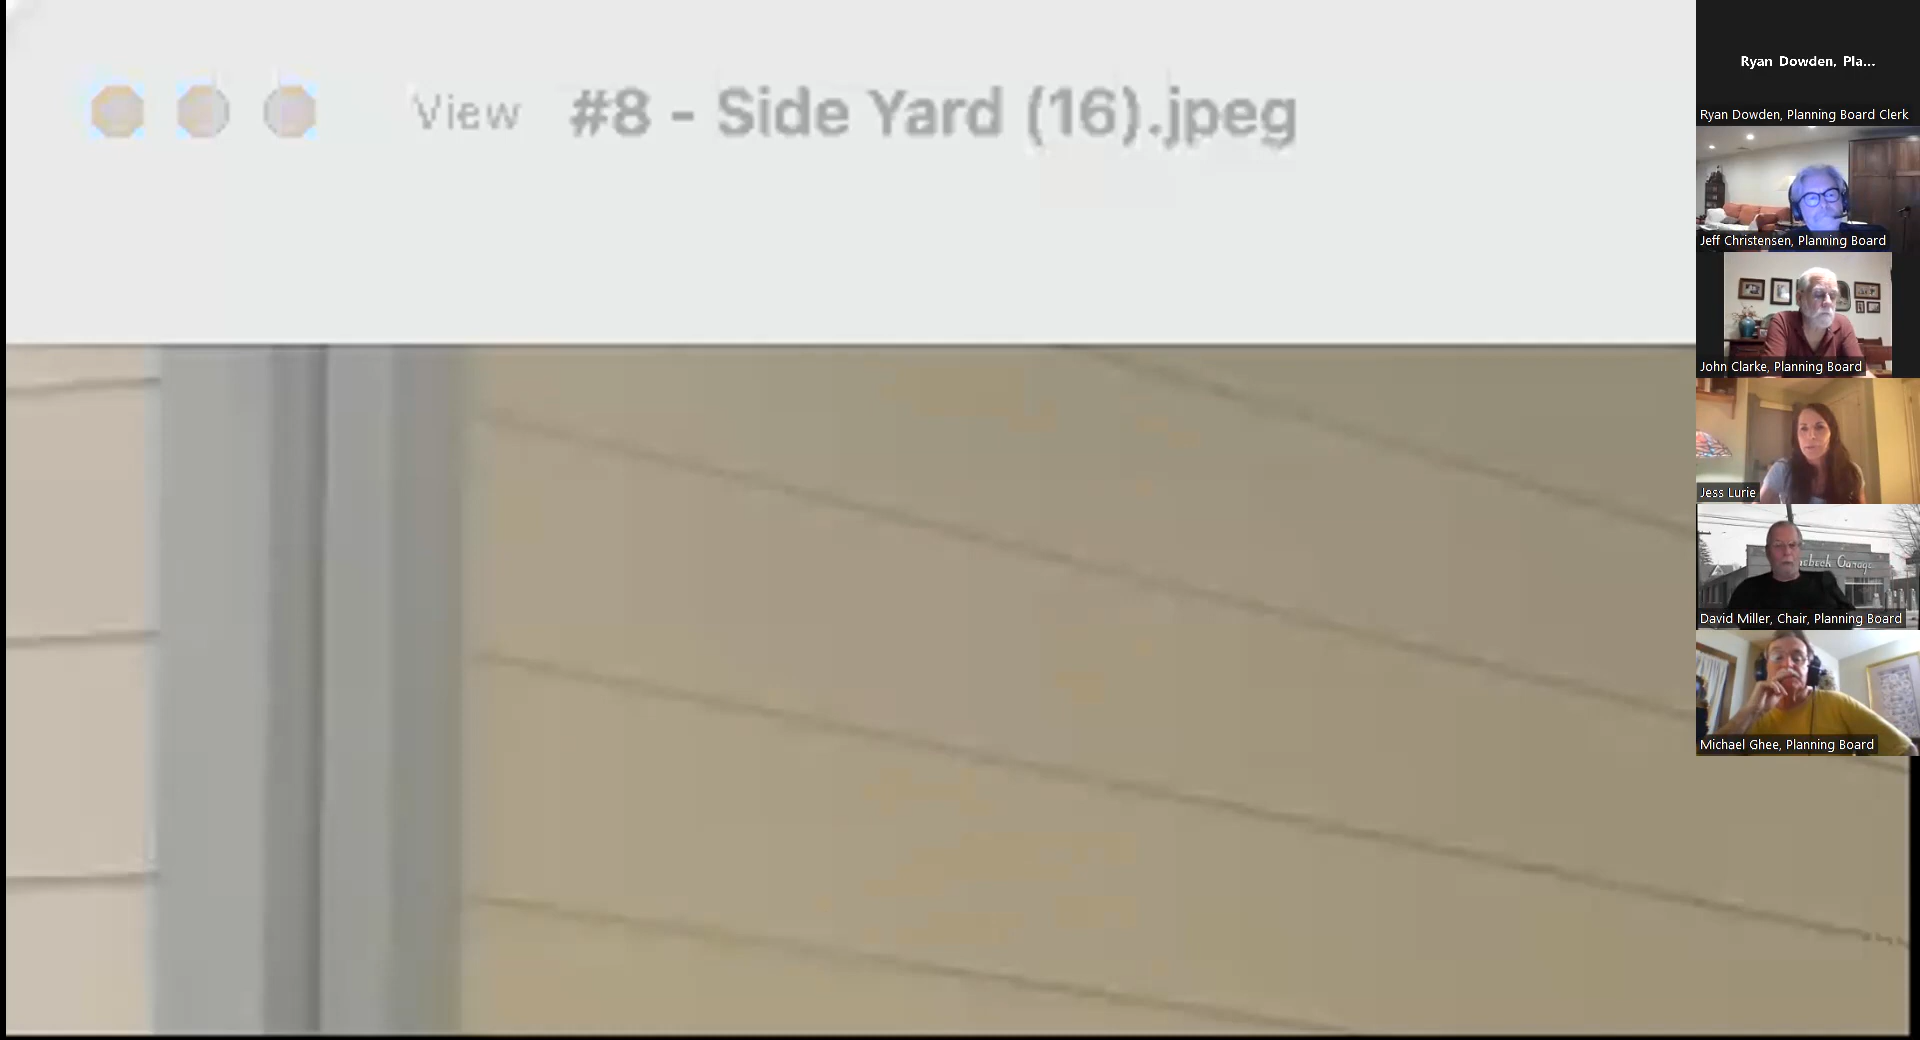 View #8 - Side Yard (16).jpeg
Ryan Dowden, Pla...
Ryan Dowden, Planning Board Clerk
Jeff Christensen, Planning Board
John Clarke, Planning Board
Jess Lurie
Garage
David Miller, Chair, Planning Board
Michael Ghee, Planning Board